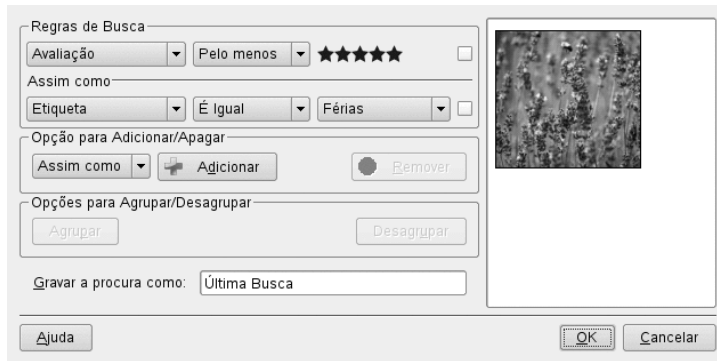 Regras de Busca
Avaliação Pelo menos
Assim como
Etiqueta É Igual Férias
Opção para Adicionar/Apagar
Assim como Adicionar Remover
Opções para Agrupar/Desagrupar
Agrupar Desagrupar
Gravar a procura como: Última Busca
Ajuda OK Cancelar